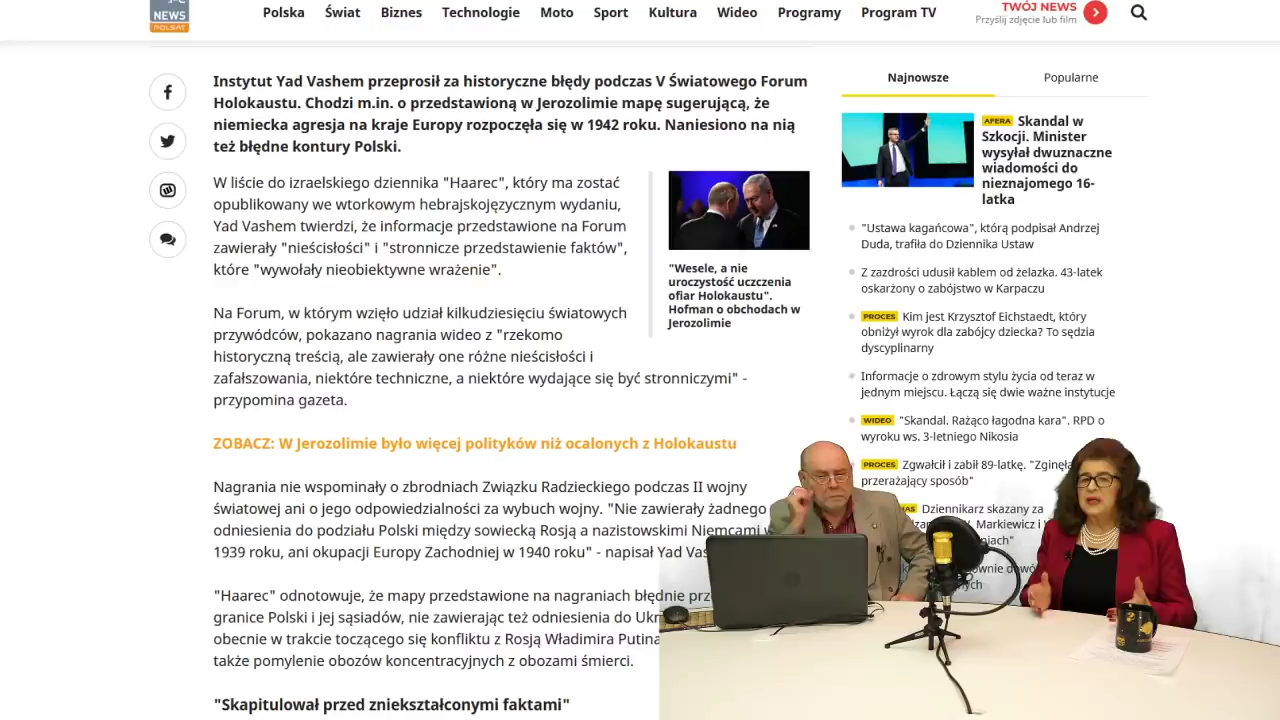 NEWS
POLSAT
Polska Świat Biznes Technologie Moto Sport Kultura Wideo Programy Program TV
TWÓJ NEWS
Przyślij zdjęcie lub film
Instytut Yad Vashem przeprosił za historyczne błędy podczas V Światowego Forum
Holokaustu. Chodzi m.in. o przedstawioną w Jerozolimie mapę sugerującą, że
niemiecka agresja na kraje Europy rozpoczęła się w 1942 roku. Naniesiono na nią
też błędne kontury Polski.
W liście do izraelskiego dziennika "Haarec", który ma zostać
opublikowany we wtorkowym hebrajskojęzycznym wydaniu,
Yad Vashem twierdzi, że informacje przedstawione na Forum
zawierały "nieścisłości" i "stronnicze przedstawienie faktów",
które "wywołały nieobiektywne wrażenie".
"Wesele, a nie
uroczystość uczczenia
ofiar Holokaustu".
Hofman o obchodach w
Jerozolimie
Na Forum, w którym wzięło udział kilkudziesięciu światowych
przywódców, pokazano nagrania wideo z "rzekomo
historyczną treścią, ale zawierały one różne nieścisłości i
zafałszowania, niektóre techniczne, a niektóre wydające się być stronniczymi" -
przypomina gazeta.
ZOBACZ: W Jerozolimie było więcej polityków niż ocalonych z Holokaustu
Nagrania nie wspominały o zbrodniach Związku Radzieckiego podczas II wojny
światowej ani o jego odpowiedzialności za wybuch wojny. "Nie zawierały żadnego
odniesienia do podziału Polski między sowiecką Rosją a nazistowskimi Niemcami w
1939 roku, ani okupacji Europy Zachodniej w 1940 roku" - napisał Yad
"Haarec" odnotowuje, że mapy przedstawione na nagraniach błędnie
granice Polski i jej sąsiadów, nie zawierając też odniesienia do
obecnie w trakcie toczącego się konfliktu z Rosją Władimira Putina
także pomylenie obozów koncentracyjnych z obozami śmierci.
"Skapitulował przed zniekształconymi faktami"
Najnowsze Popularne
AFERA Skandal w
Szkocji. Minister
wysyłał dwuznaczne
wiadomości do
nieznajomego 16-
latka
"Ustawa kagańcowa", którą podpisał Andrzej
Duda, trafiła do Dziennika Ustaw
Z zazdrości udusił kablem od żelazka. 43-latek
oskarżony o zabójstwo w Karpaczu
PROCES Kim jest Krzysztof Eichstaedt, który
obniżył wyrok dla zabójcy dziecka? To sędzia
dyscyplinarny
Informacje o zdrowym stylu życia od teraz w
jednym miejscu. Łączą się dwie ważne instytucje
WIDEO "Skandal. Rażąco łagodna kara". RPD o
wyroku ws. 3-letniego Nikosia
PROCES Zgwałcił i zabił 89-latkę.
przerażający sposób"
Dziennikarz skazany za
Markiewicz i